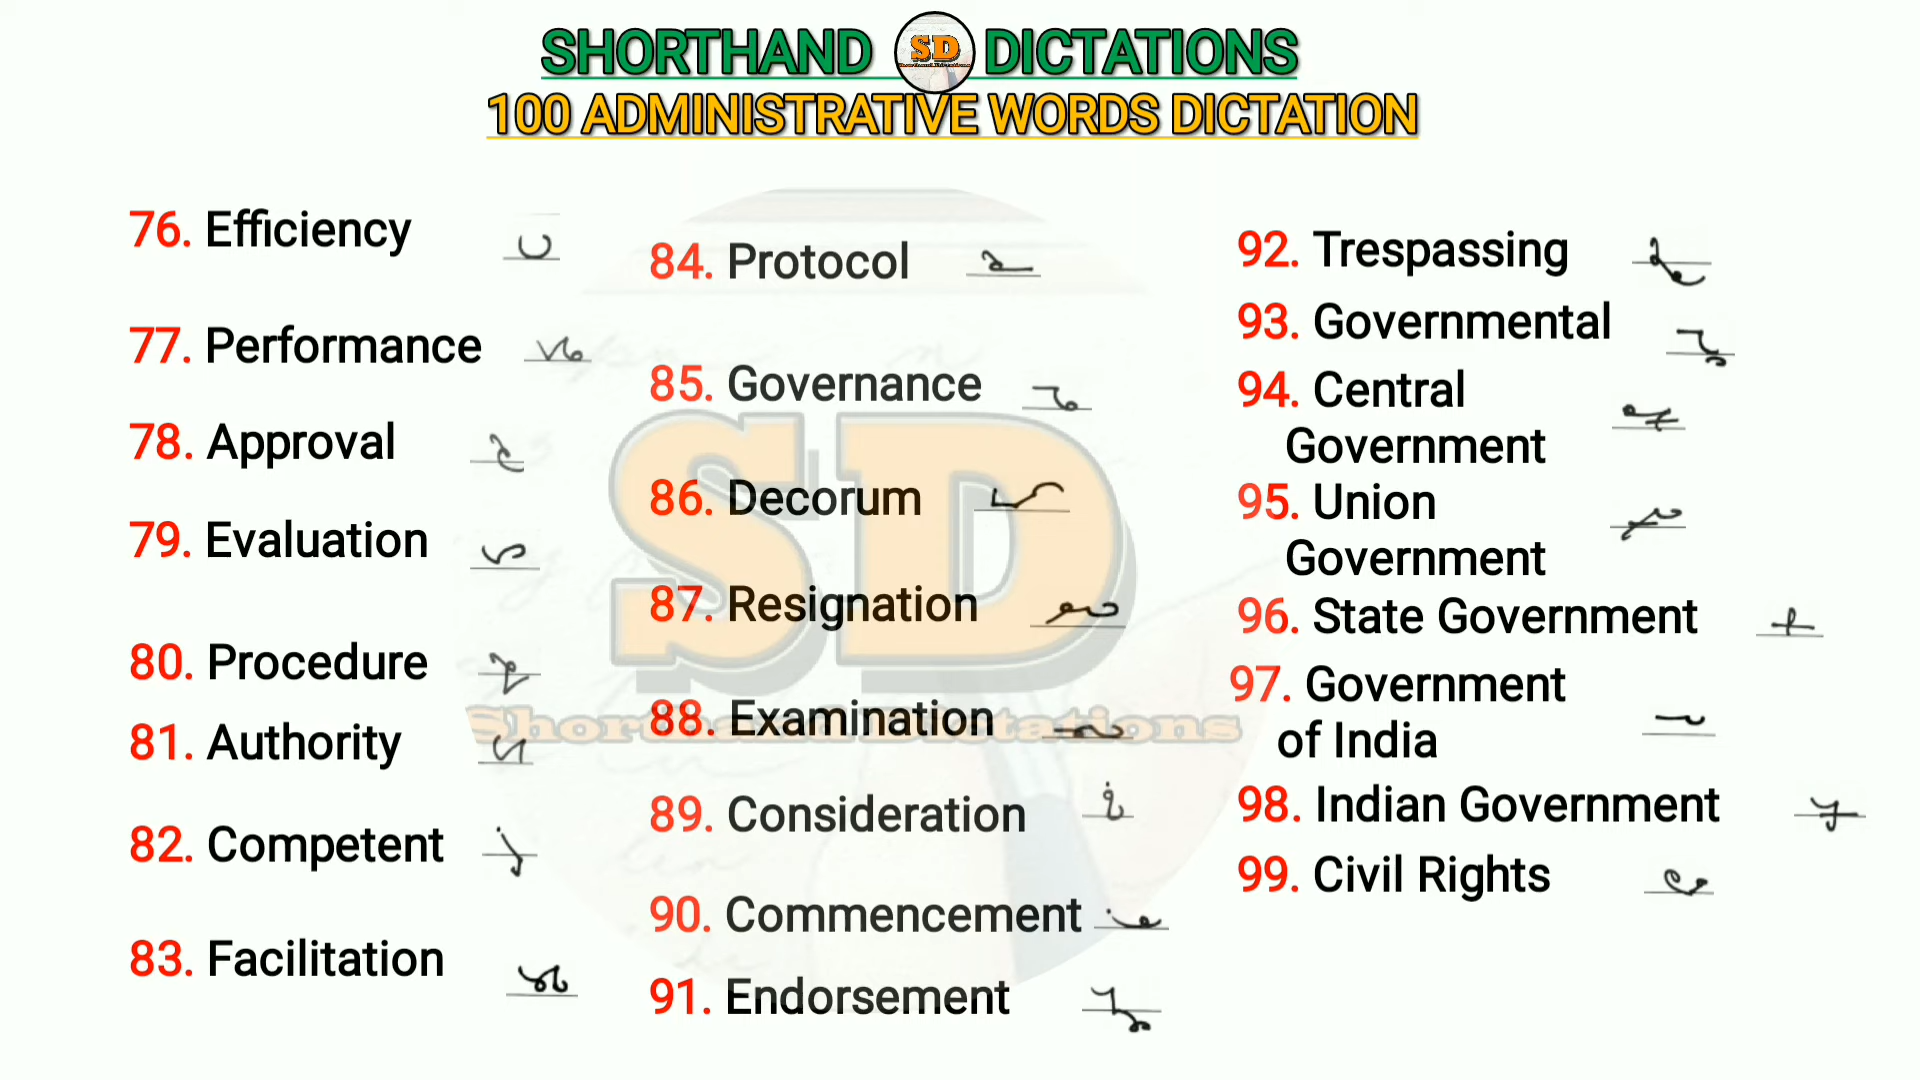 SHORTHAND SD DICTATIONS
100 ADMINISTRATIVE WORDS DICTATION
76. Efficiency
77. Performance
78. Approval
79. Evaluation
80. Procedure
81. Authority
82. Competent
83. Facilitation
84. Protocol
85. Governance
86. Decorum
87. Resignation
88. Examination
89. Consideration
90. Commencement
91. Endorsement
92. Trespassing
93. Governmental
94. Central
Government
95. Union
Government
96. State Government
97. Government
of India
98. Indian Government
99. Civil Rights
SD
Shorthand Dictations